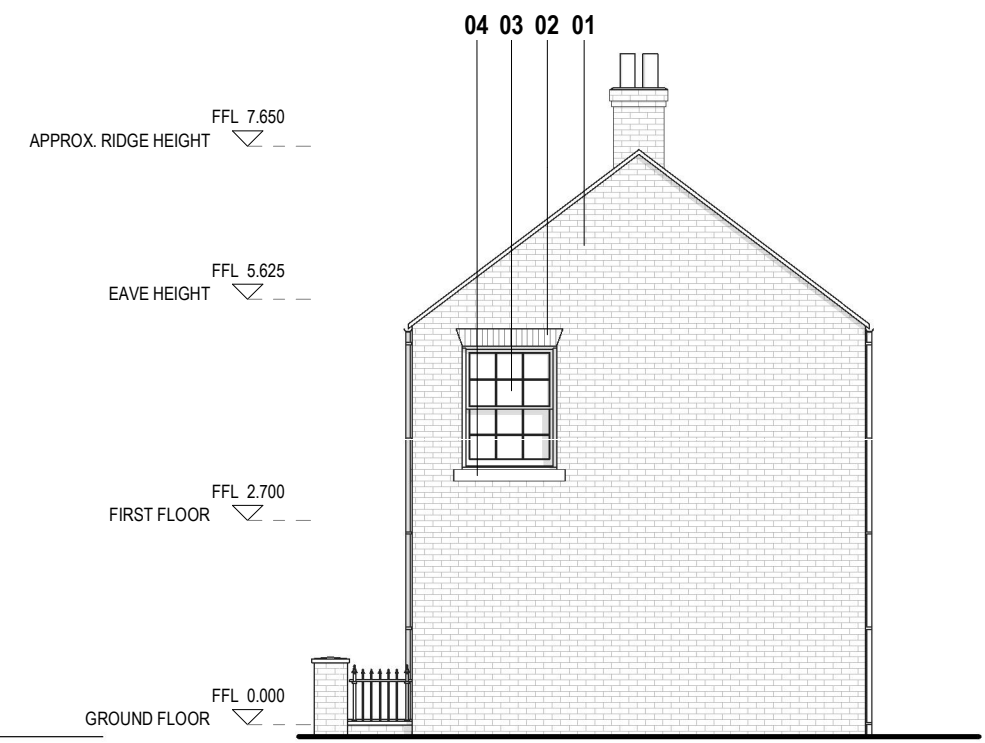 04 03 02 01
FFL 7.650
APPROX. RIDGE HEIGHT
FFL 5.625
EAVE HEIGHT
FFL 2.700
FIRST FLOOR
FFL 0.000
GROUND FLOOR